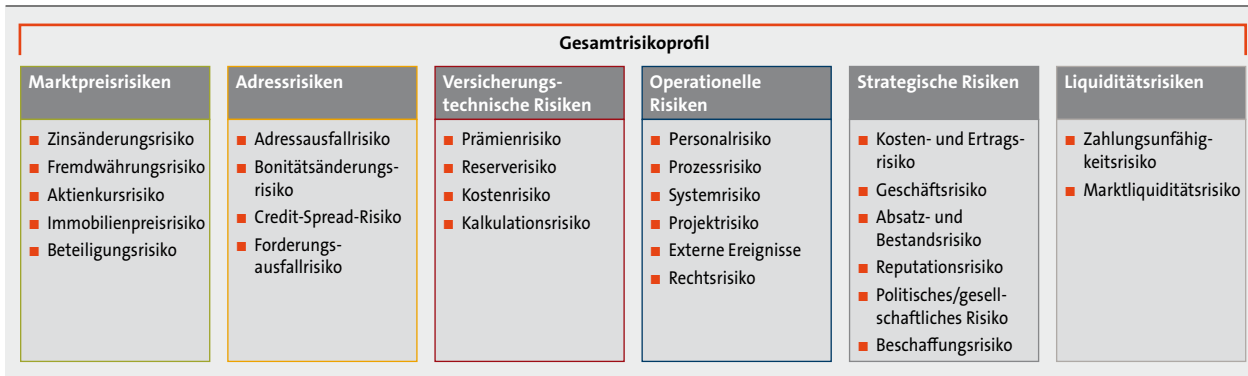 Gesamtrisikoprofil
Marktpreisrisiken
Zinsänderungsrisiko
Fremdwährungsrisiko
Aktienkursrisiko
Immobilienpreisrisiko
Beteiligungsrisiko
Adressrisiken
Adressausfallrisiko
Bonitätsänderungs-
risiko
Credit-Spread-Risiko
Forderungs-
ausfallrisiko
Versicherungs-
technische Risiken
Prämienrisiko
Reserverisiko
Kostenrisiko
Kalkulationsrisiko
Operationelle
Risiken
Personalrisiko
Prozessrisiko
Systemrisiko
Projektrisiko
Externe Ereignisse
Rechtsrisiko
Strategische Risiken
Kosten- und Ertrags-
risiko
Geschäftsrisiko
Absatz- und
Bestandsrisiko
Reputationsrisiko
Politisches/gesell-
schaftliches Risiko
Beschaffungsrisiko
Liquiditätsrisiken
Zahlungsunfähig-
keitsrisiko
Marktliquiditätsrisiko